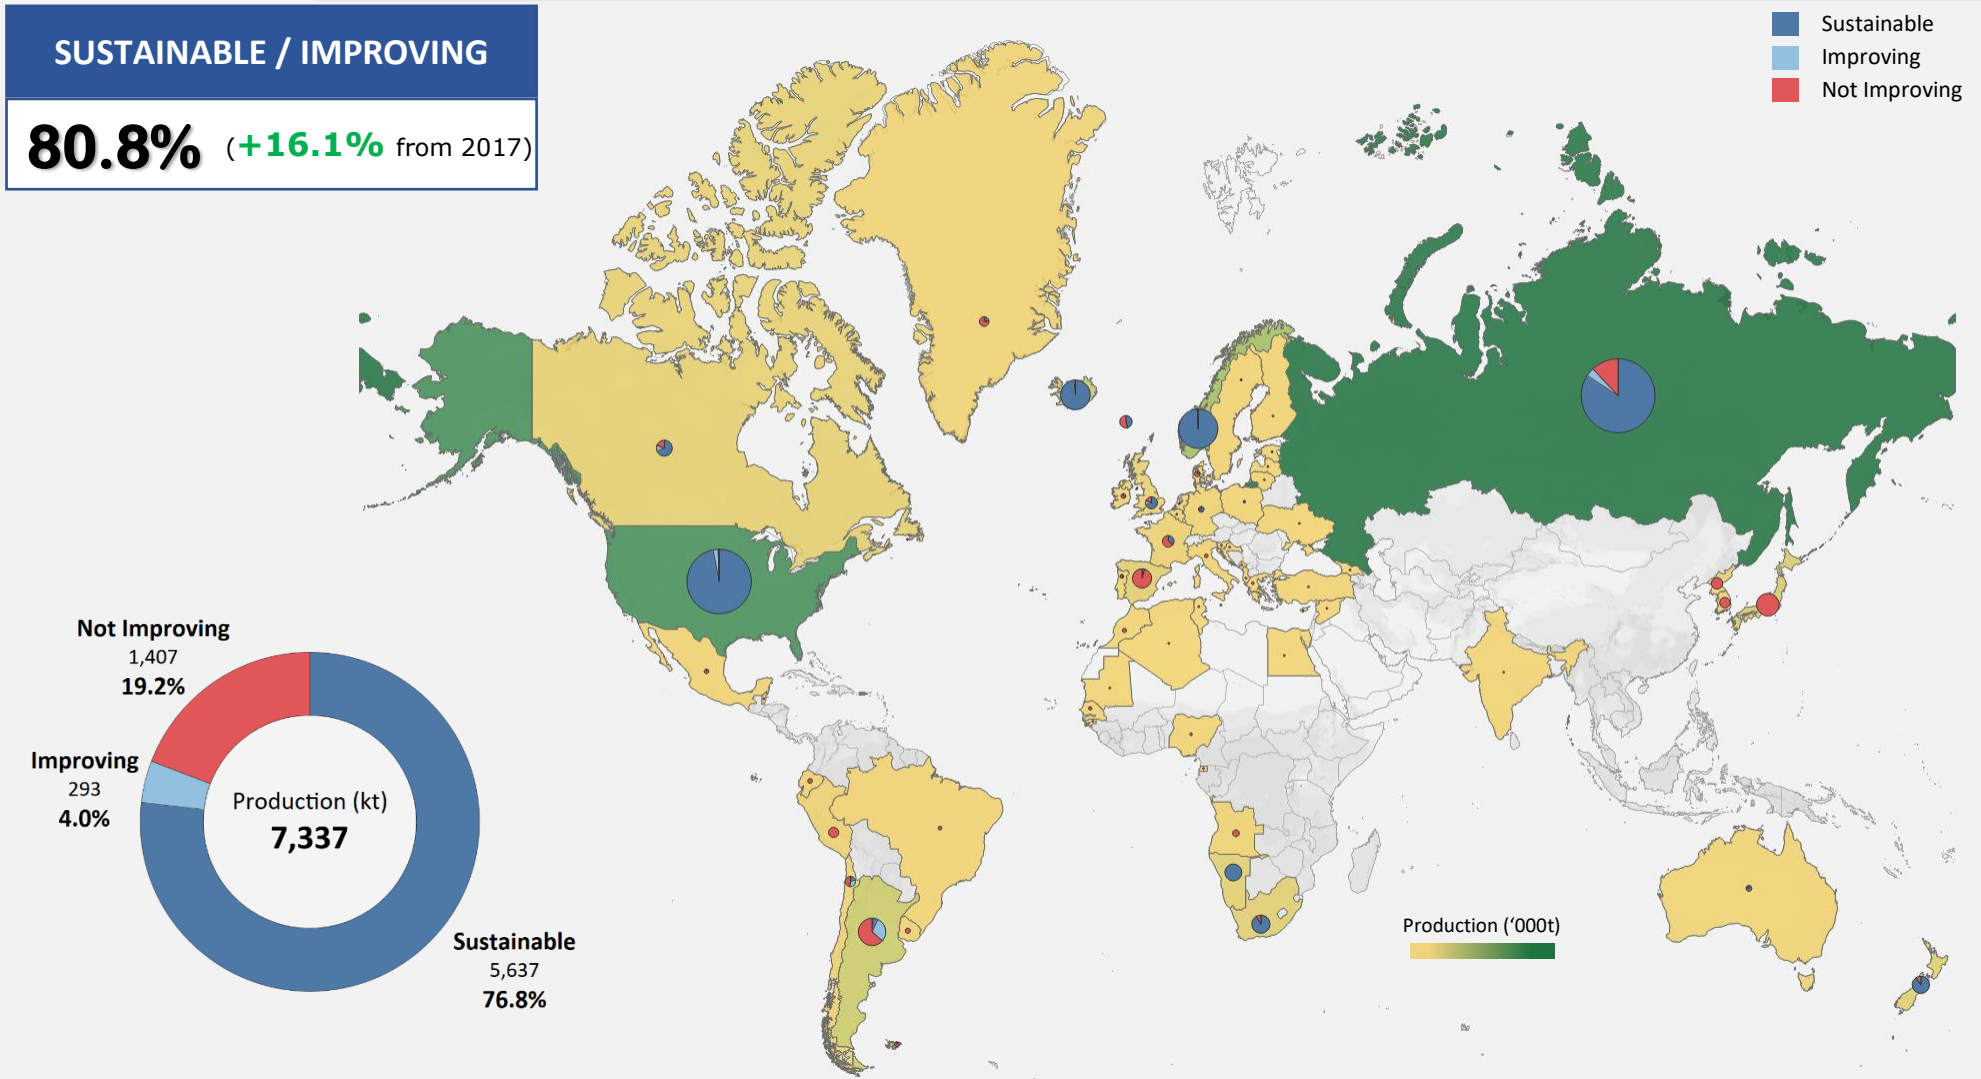 SUSTAINABLE / IMPROVING
80.8% (+16.1% from 2017)
Sustainable
Improving
Not Improving
Not Improving
1,407
19.2%
Improving
293
4.0%
Production (kt)
7,337
Sustainable
5,637
76.8%
Production (‘000t)